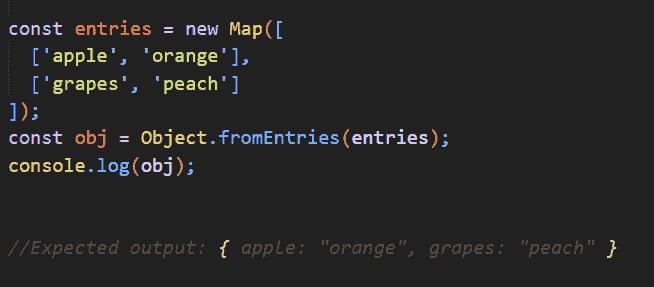 const entries = new Map([
  ['apple', 'orange'],
  ['grapes', 'peach']
]);
const obj = Object.fromEntries(entries);
console.log(obj);
//Expected output: { apple: "orange", grapes: "peach" }